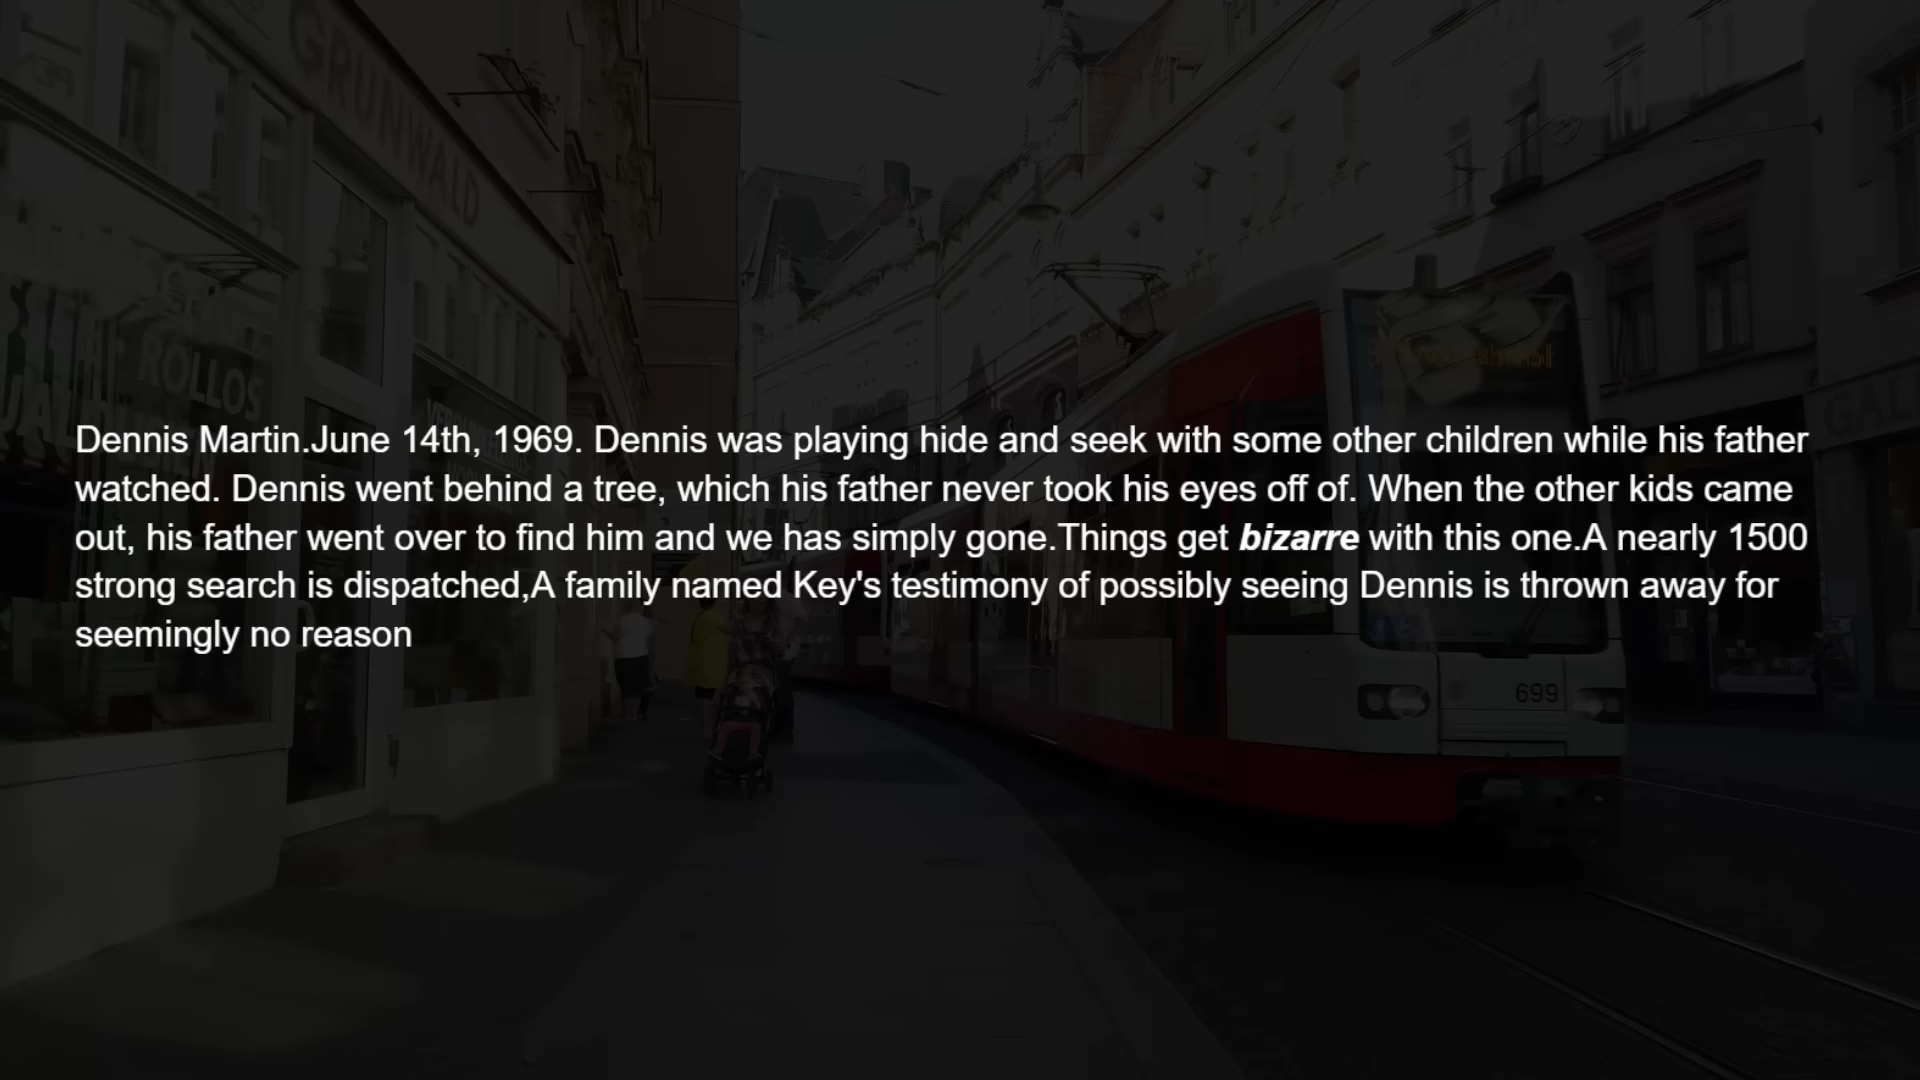 GRUNWALD
ROLLOS
Dennis Martin.June 14th, 1969. Dennis was playing hide and seek with some other children while his father
watched. Dennis went behind a tree, which his father never took his eyes off of. When the other kids came
out, his father went over to find him and we has simply gone.Things get bizarre with this one.A nearly 1500
strong search is dispatched,A family named Key's testimony of possibly seeing Dennis is thrown away for
seemingly no reason
699